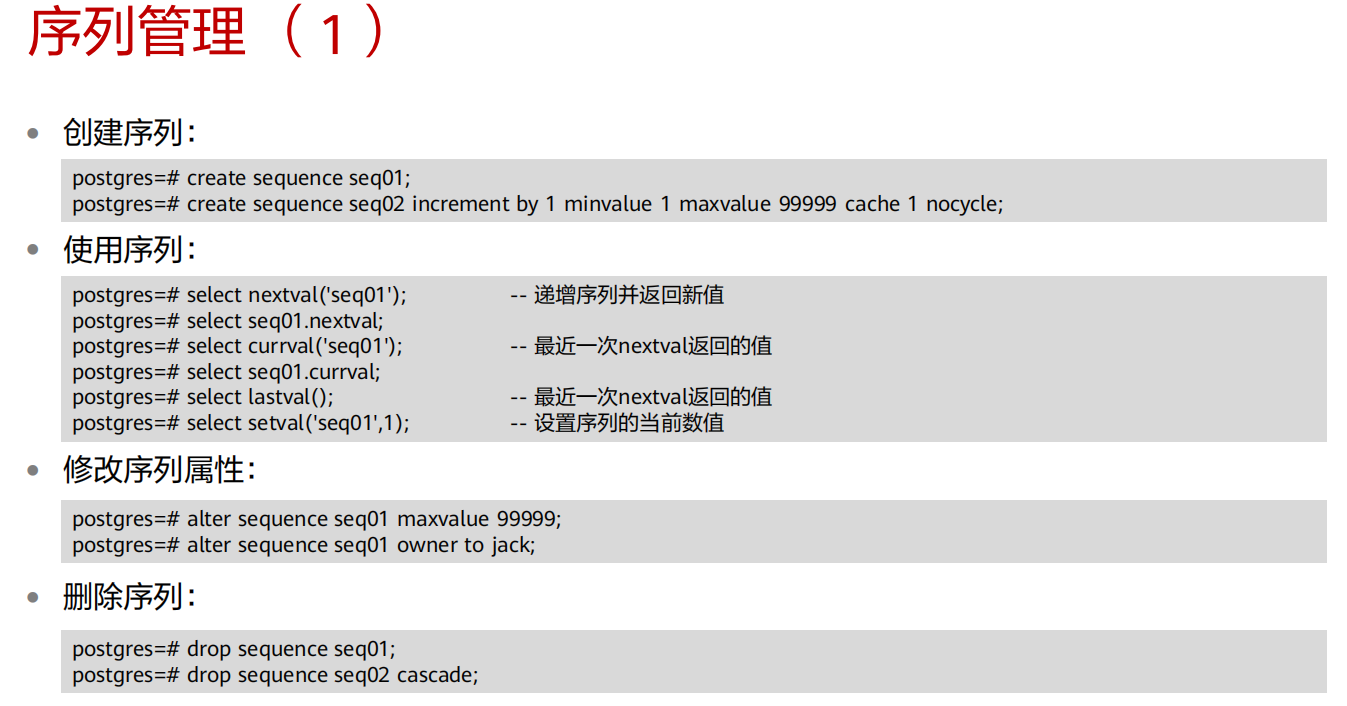 序列管理（1）
• 创建序列：
postgres=# create sequence seq01;
postgres=# create sequence seq02 increment by 1 minvalue 1 maxvalue 99999 cache 1 nocycle;
• 使用序列：
postgres=# select nextval('seq01'); -- 递增序列并返回新值
postgres=# select seq01.nextval;
postgres=# select currval('seq01'); -- 最近一次nextval返回的值
postgres=# select seq01.currval;
postgres=# select lastval(); -- 最近一次nextval返回的值
postgres=# select setval('seq01',1); -- 设置序列的当前数值
• 修改序列属性：
postgres=# alter sequence seq01 maxvalue 99999;
postgres=# alter sequence seq01 owner to jack;
• 删除序列：
postgres=# drop sequence seq01;
postgres=# drop sequence seq02 cascade;